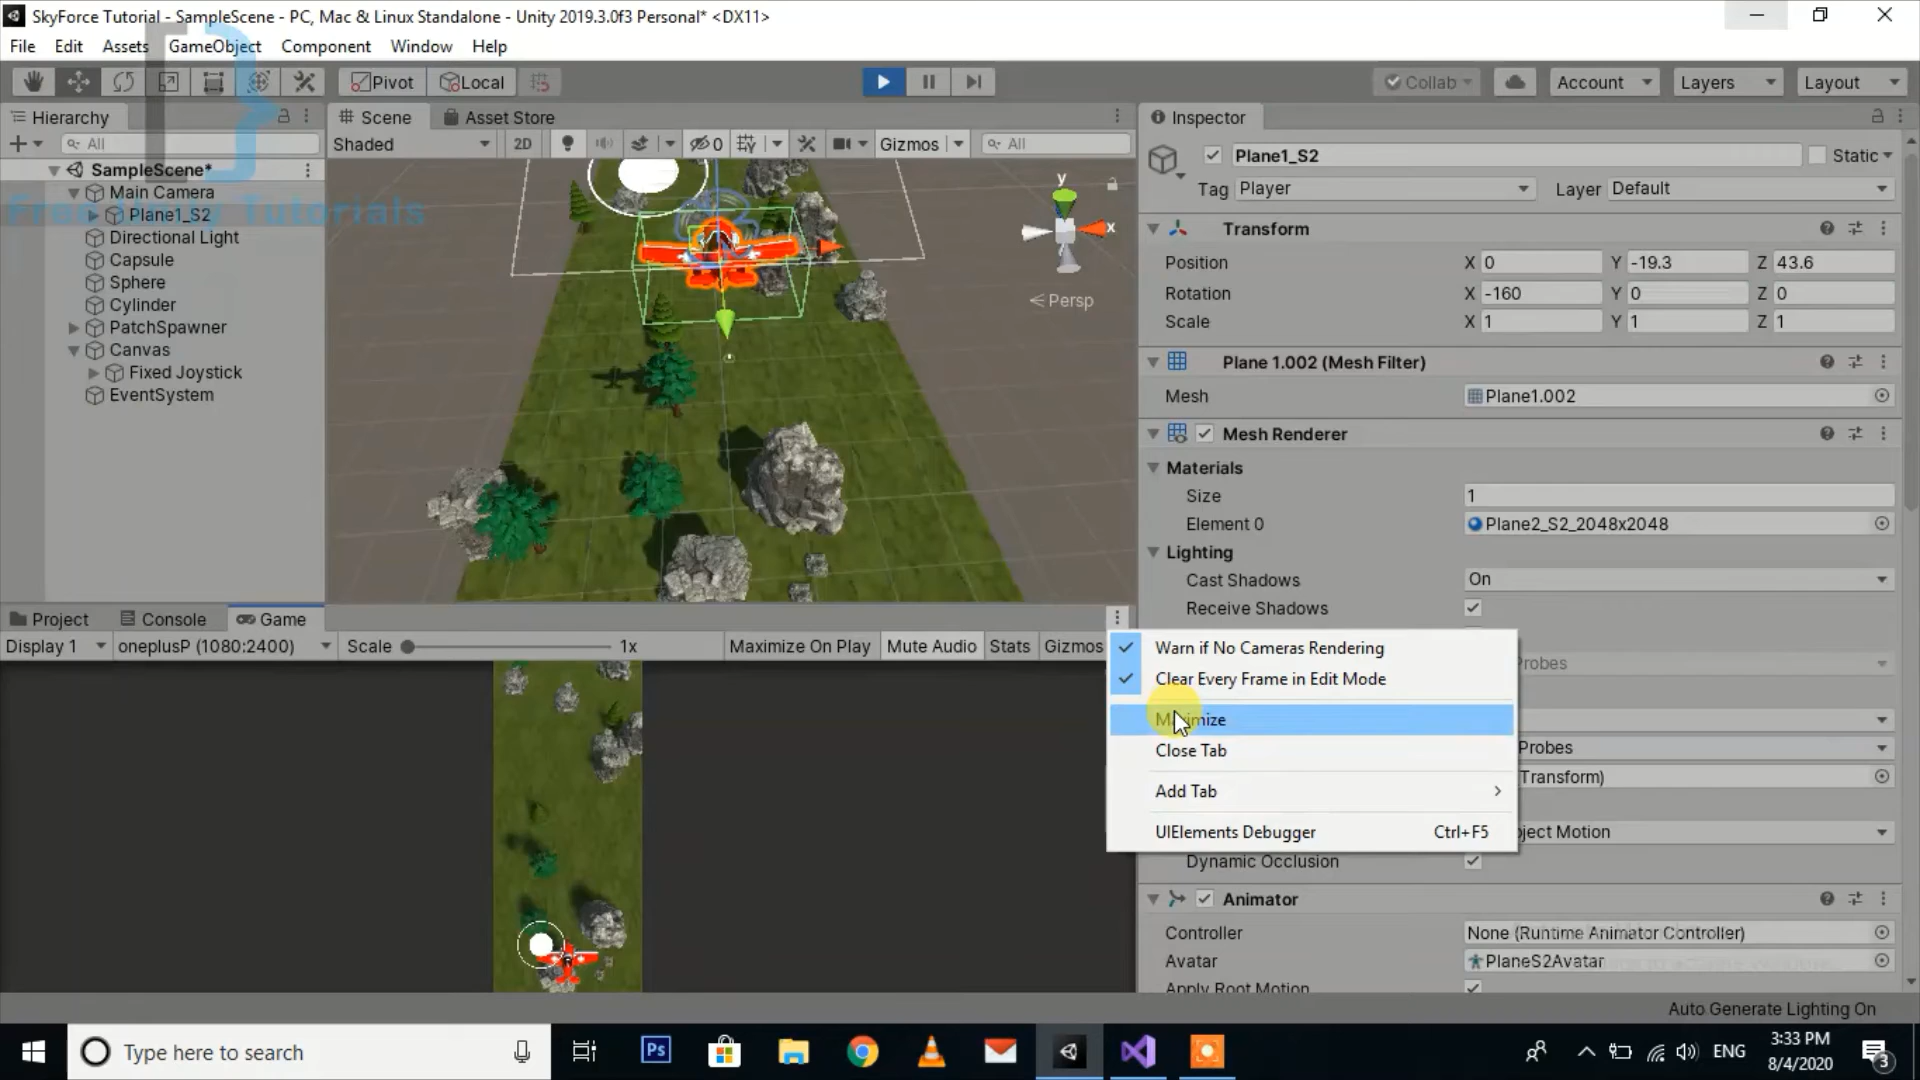 SkyForce Tutorial - SampleScene - PC, Mac & Linux Standalone - Unity 2019.3.0f3 Personal* <DX11>
File Edit Assets GameObject Component Window Help
Pivot Local Collab Account Layers Layout
Hierarchy Scene Asset Store Inspector
All Shaded 2D 0 Gizmos All
Plane1_S2 Static
SampleScene*
Main Camera
Tag Player Layer Default
Free Unity Tutorials
Plane1_S2
Directional Light
Capsule
Sphere
Cylinder
PatchSpawner
Canvas
Fixed Joystick
EventSystem
y
x
Persp
Transform
Position X 0 Y -19.3 Z 43.6
Rotation X -160 Y 0 Z 0
Scale X 1 Y 1 Z 1
Plane 1.002 (Mesh Filter)
Mesh Plane1.002
Mesh Renderer
Materials
Size 1
Element 0 Plane2_S2_2048x2048
Lighting
Cast Shadows On
Receive Shadows
Project Console Game
Display 1 oneplusP (1080:2400) Scale 1x Maximize On Play Mute Audio Stats Gizmos
Warn if No Cameras Rendering
Clear Every Frame in Edit Mode
Maximize
Close Tab
Add Tab
UIElements Debugger Ctrl+F5
Probes
Probes
Transform)
ject Motion
Dynamic Occlusion
Animator
Controller None (Runtime Animator Controller)
Avatar PlaneS2Avatar
Apply Root Motion
Auto Generate Lighting On
Type here to search
Ps
ENG
3:33 PM
8/4/2020
3